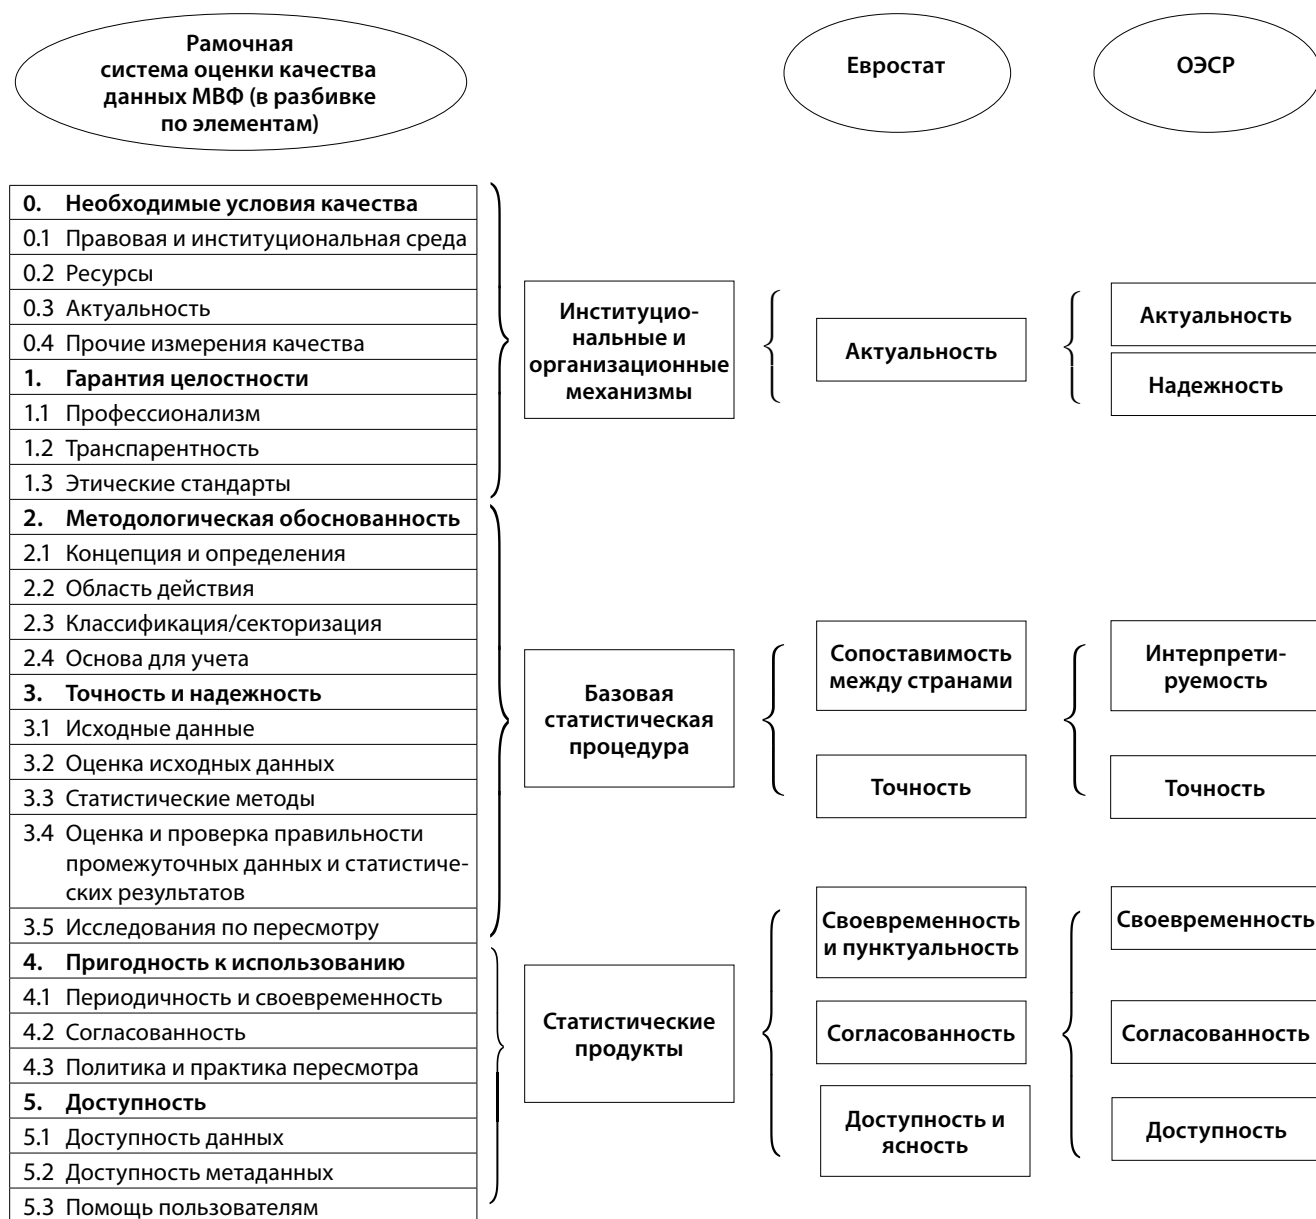 Рамочная
система оценки качества
данных МВФ (в разбивке
по элементам)
Евростат
ОЭСР
0. Необходимые условия качества
0.1 Правовая и институциональная среда
0.2 Ресурсы
0.3 Актуальность
0.4 Прочие измерения качества
1. Гарантия целостности
1.1 Профессионализм
1.2 Транспарентность
1.3 Этические стандарты
2. Методологическая обоснованность
2.1 Концепция и определения
2.2 Область действия
2.3 Классификация/секторизация
2.4 Основа для учета
3. Точность и надежность
3.1 Исходные данные
3.2 Оценка исходных данных
3.3 Статистические методы
3.4 Оценка и проверка правильности
промежуточных данных и статистиче-
ских результатов
3.5 Исследования по пересмотру
4. Пригодность к использованию
4.1 Периодичность и своевременность
4.2 Согласованность
4.3 Политика и практика пересмотра
5. Доступность
5.1 Доступность данных
5.2 Доступность метаданных
5.3 Помощь пользователям
Институцио-
нальные и
организационные
механизмы
Актуальность
Актуальность
Надежность
Базовая
статистическая
процедура
Сопоставимость
между странами
Точность
Интерпрети-
руемость
Точность
Статистические
продукты
Своевременность
и пунктуальность
Согласованность
Доступность и
ясность
Своевременность
Согласованность
Доступность